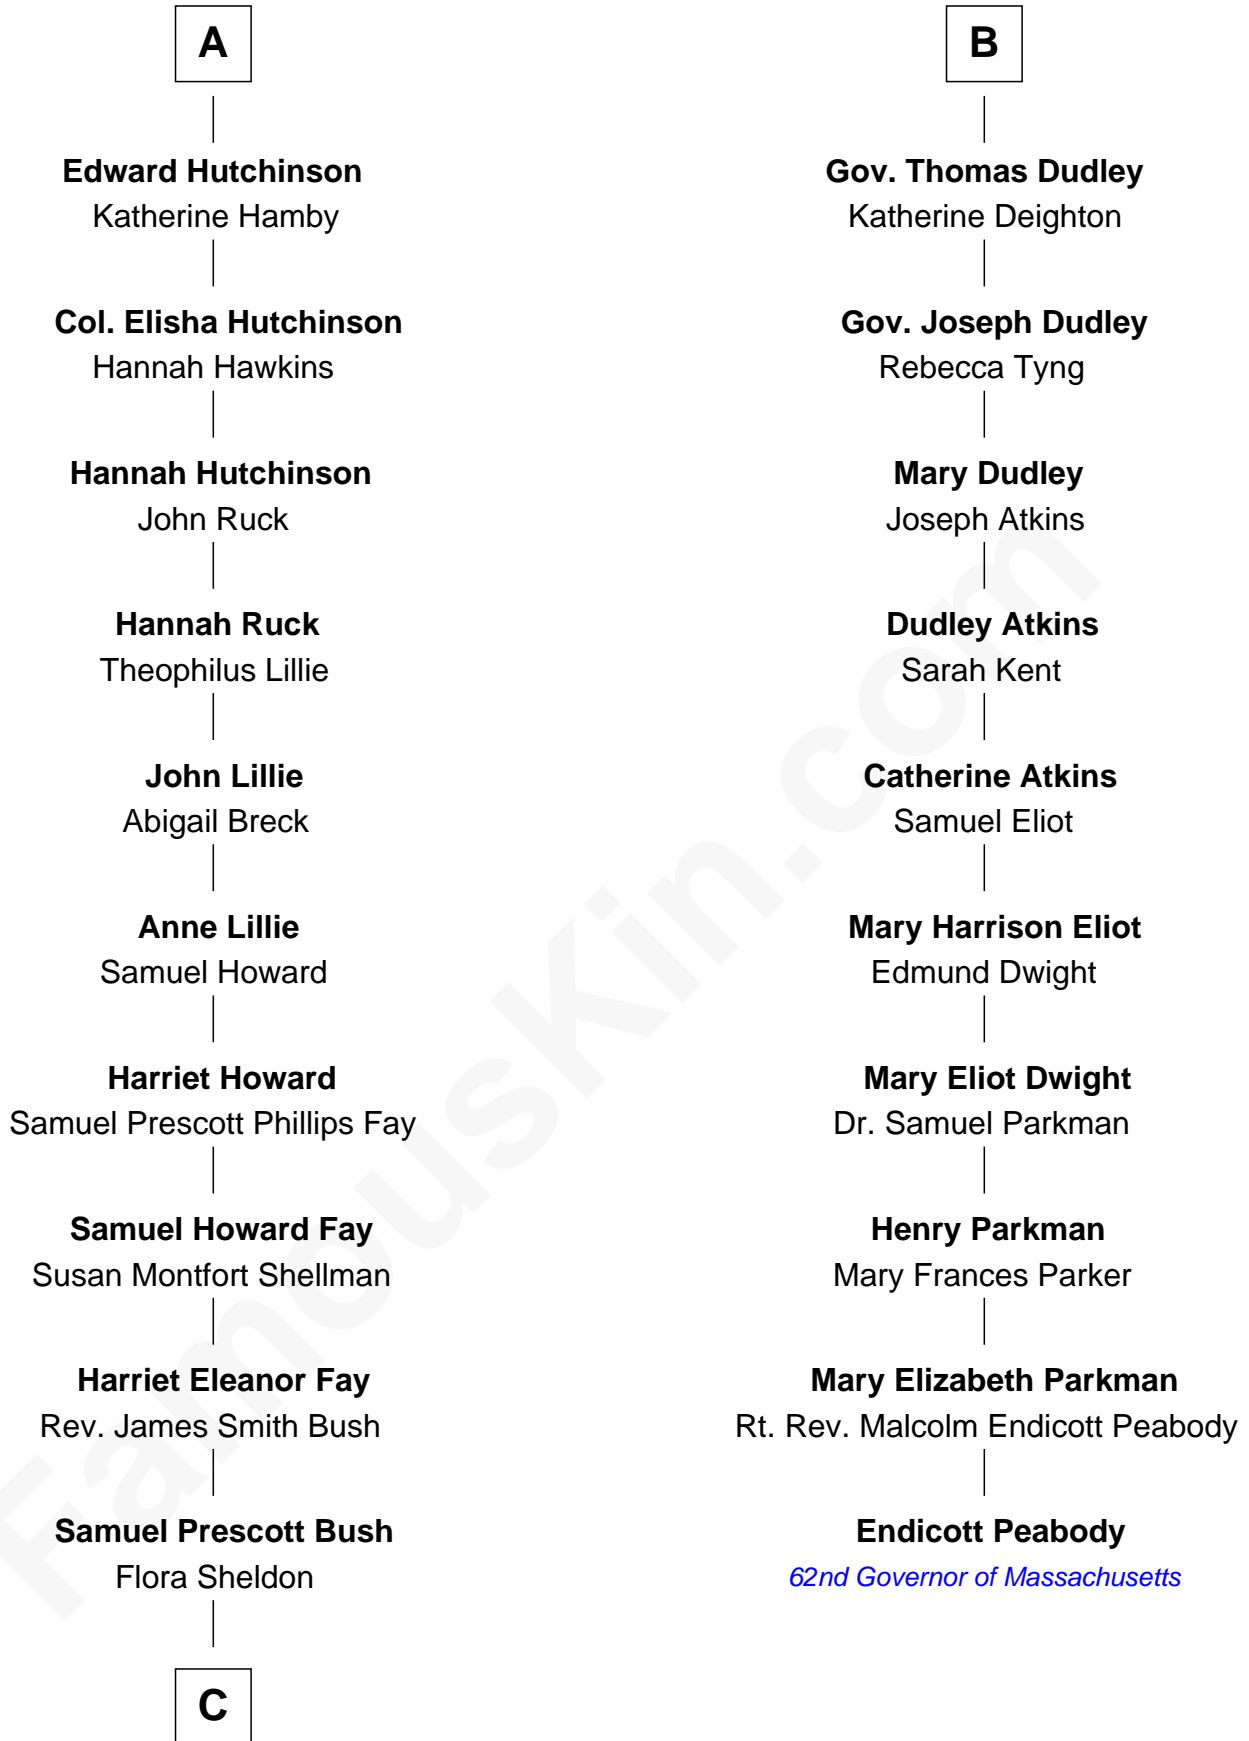 A
Edward Hutchinson
Katherine Hamby
Col. Elisha Hutchinson
Hannah Hawkins
Hannah Hutchinson
John Ruck
Hannah Ruck
Theophilus Lillie
John Lillie
Abigail Breck
Anne Lillie
Samuel Howard
Harriet Howard
Samuel Prescott Phillips Fay
Samuel Howard Fay
Susan Montfort Shellman
Harriet Eleanor Fay
Rev. James Smith Bush
Samuel Prescott Bush
Flora Sheldon
C
B
Gov. Thomas Dudley
Katherine Deighton
Gov. Joseph Dudley
Rebecca Tyng
Mary Dudley
Joseph Atkins
Dudley Atkins
Sarah Kent
Catherine Atkins
Samuel Eliot
Mary Harrison Eliot
Edmund Dwight
Mary Eliot Dwight
Dr. Samuel Parkman
Henry Parkman
Mary Frances Parker
Mary Elizabeth Parkman
Rt. Rev. Malcolm Endicott Peabody
Endicott Peabody
62nd Governor of Massachusetts
FamousKin.com